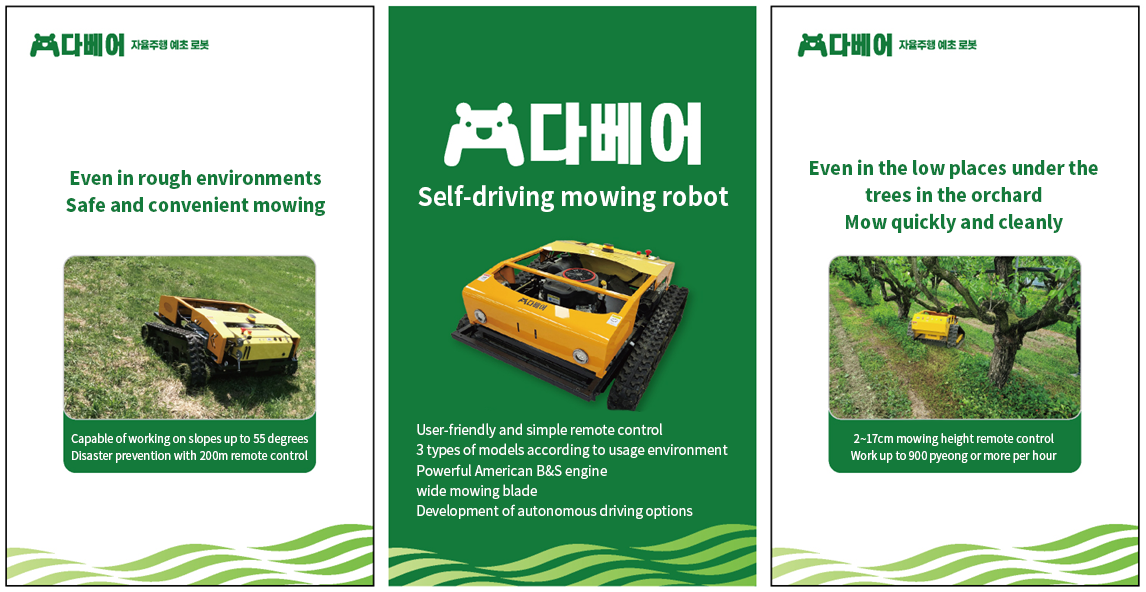 다베어 자율주행 예초 로봇
Even in rough environments
Safe and convenient mowing
Capable of working on slopes up to 55 degrees
Disaster prevention with 200m remote control
다베어
Self-driving mowing robot
다베어
User-friendly and simple remote control
3 types of models according to usage environment
Powerful American B&S engine
wide mowing blade
Development of autonomous driving options
다베어 자율주행 예초 로봇
Even in the low places under the
trees in the orchard
Mow quickly and cleanly
2~17cm mowing height remote control
Work up to 900 pyeong or more per hour